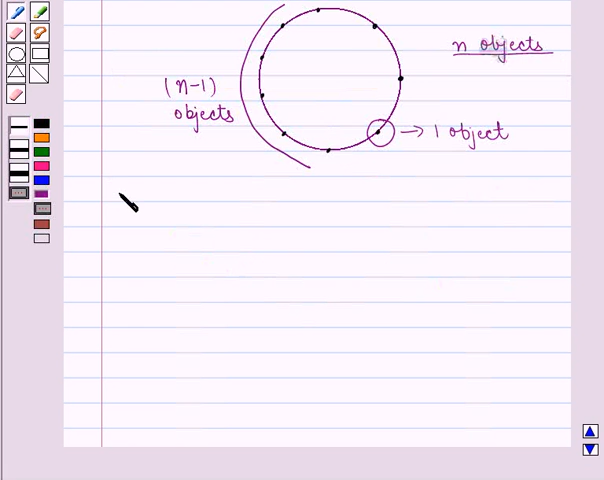 n objects
(n-1)
objects
→ 1 object